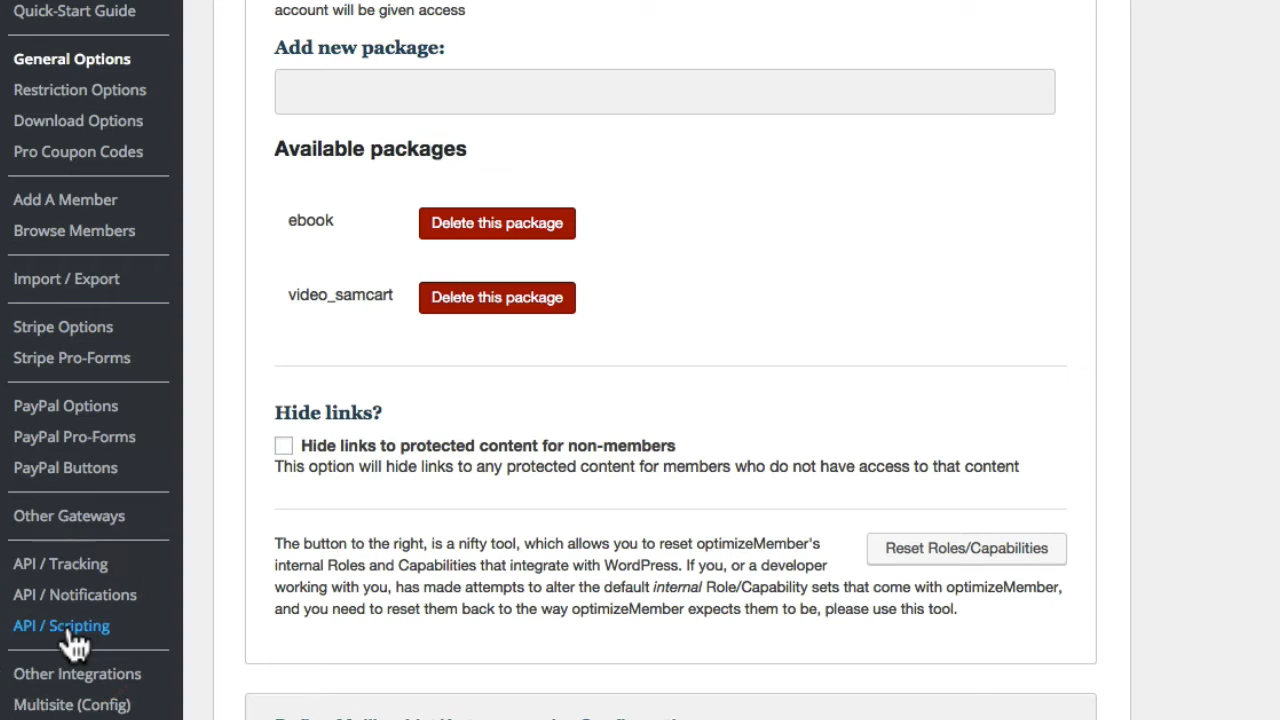 Quick-Start Guide
General Options
Restriction Options
Download Options
Pro Coupon Codes
Add A Member
Browse Members
Import / Export
Stripe Options
Stripe Pro-Forms
PayPal Options
PayPal Pro-Forms
PayPal Buttons
Other Gateways
API / Tracking
API / Notifications
API / Scripting
Other Integrations
Multisite (Config)
account will be given access
Add new package:
Available packages
ebook Delete this package
video_samcart Delete this package
Hide links?
Hide links to protected content for non-members
This option will hide links to any protected content for members who do not have access to that content
The button to the right, is a nifty tool, which allows you to reset optimizeMember's
internal Roles and Capabilities that integrate with WordPress. If you, or a developer
working with you, has made attempts to alter the default internal Role/Capability sets that come with optimizeMember,
and you need to reset them back to the way optimizeMember expects them to be, please use this tool.
Reset Roles/Capabilities